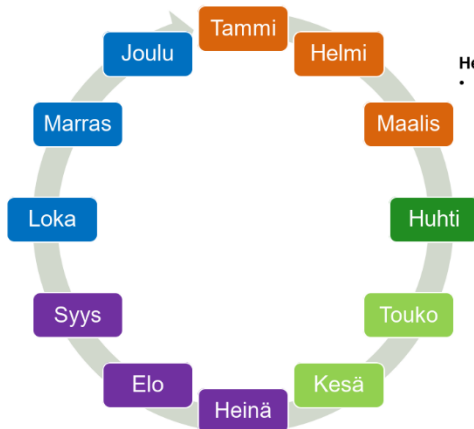 Tammi
Helmi
Maalis
Huhti
Touko
Kesä
Heinä
Elo
Syys
Loka
Marras
Joulu